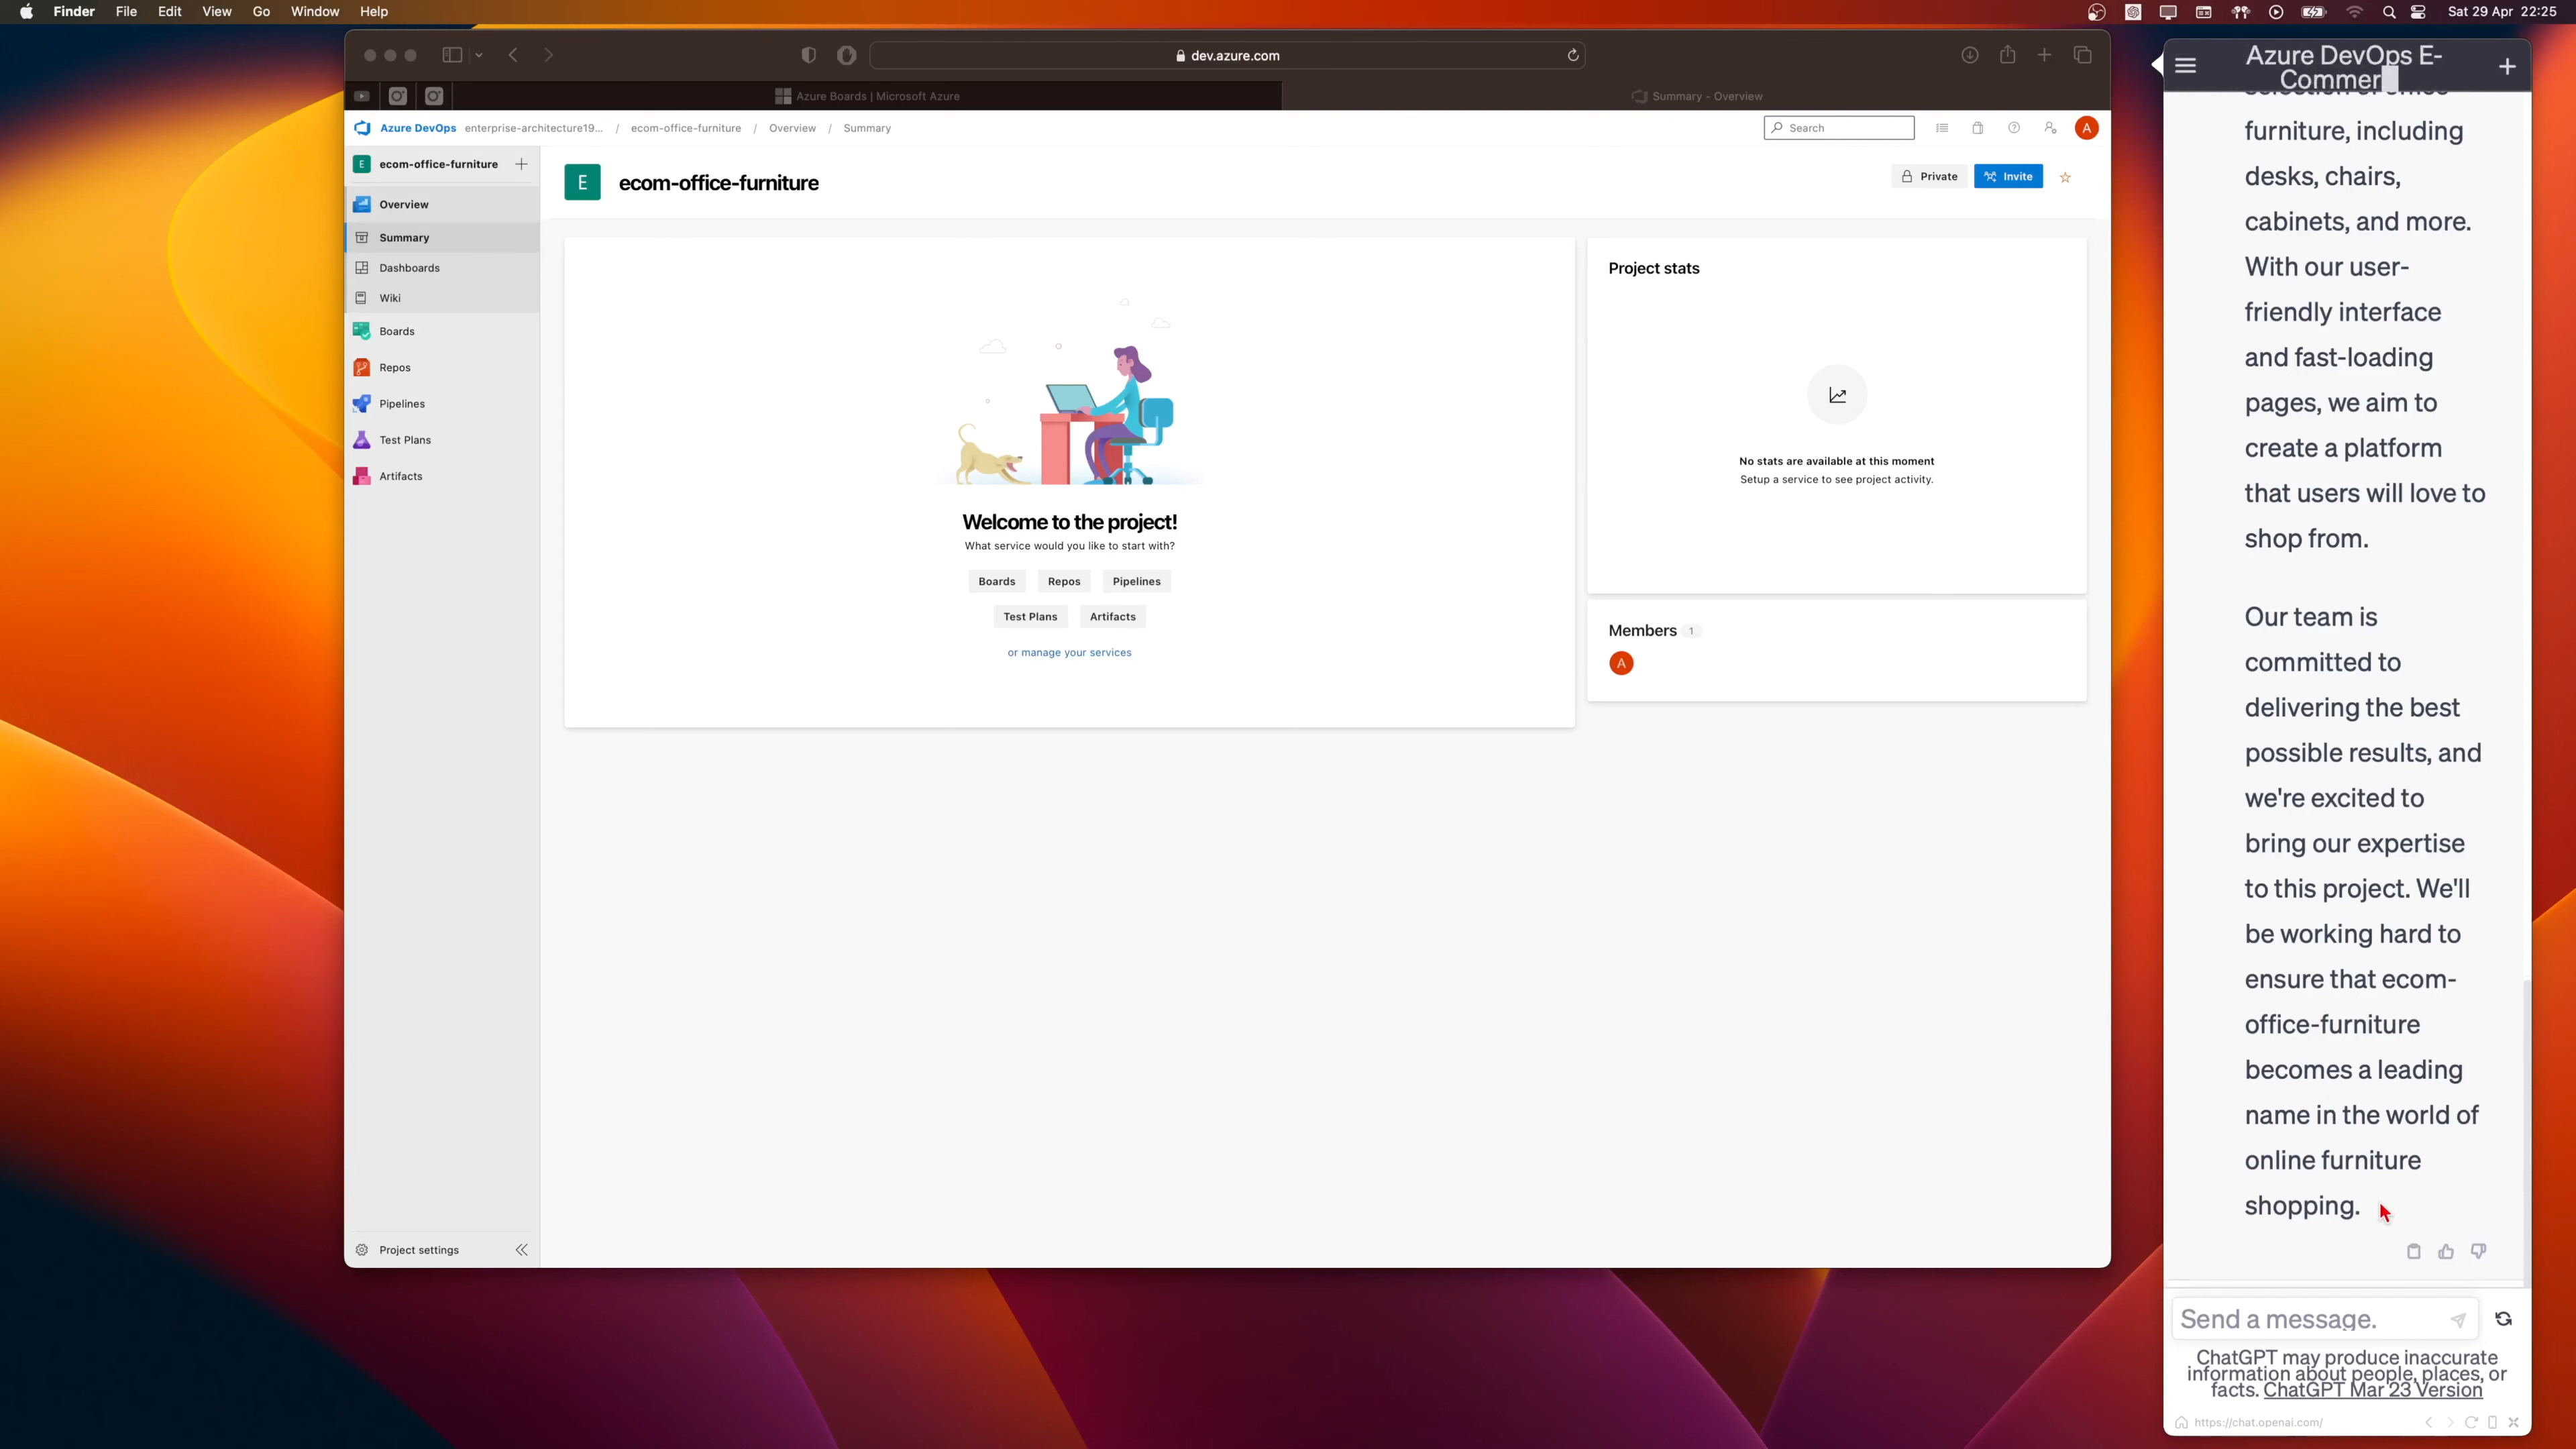 Finder File Edit View Go Window Help
Sat 29 Apr 22:25
dev.azure.com
Azure Boards | Microsoft Azure
Summary - Overview
Azure DevOps enterprise-architecture19... / ecom-office-furniture / Overview / Summary
Search
A
E ecom-office-furniture
Overview
Summary
Dashboards
Wiki
Boards
Repos
Pipelines
Test Plans
Artifacts
Project settings
E ecom-office-furniture
Private
Invite
Welcome to the project!
What service would you like to start with?
Boards Repos Pipelines
Test Plans Artifacts
or manage your services
Project stats
No stats are available at this moment
Setup a service to see project activity.
Members 1
A
Azure DevOps E-
Commer
furniture, including
desks, chairs,
cabinets, and more.
With our user-
friendly interface
and fast-loading
pages, we aim to
create a platform
that users will love to
shop from.
Our team is
committed to
delivering the best
possible results, and
we're excited to
bring our expertise
to this project. We'll
be working hard to
ensure that ecom-
office-furniture
becomes a leading
name in the world of
online furniture
shopping.
Send a message.
ChatGPT may produce inaccurate
information about people, places, or
facts. ChatGPT Mar 23 Version
https://chat.openai.com/